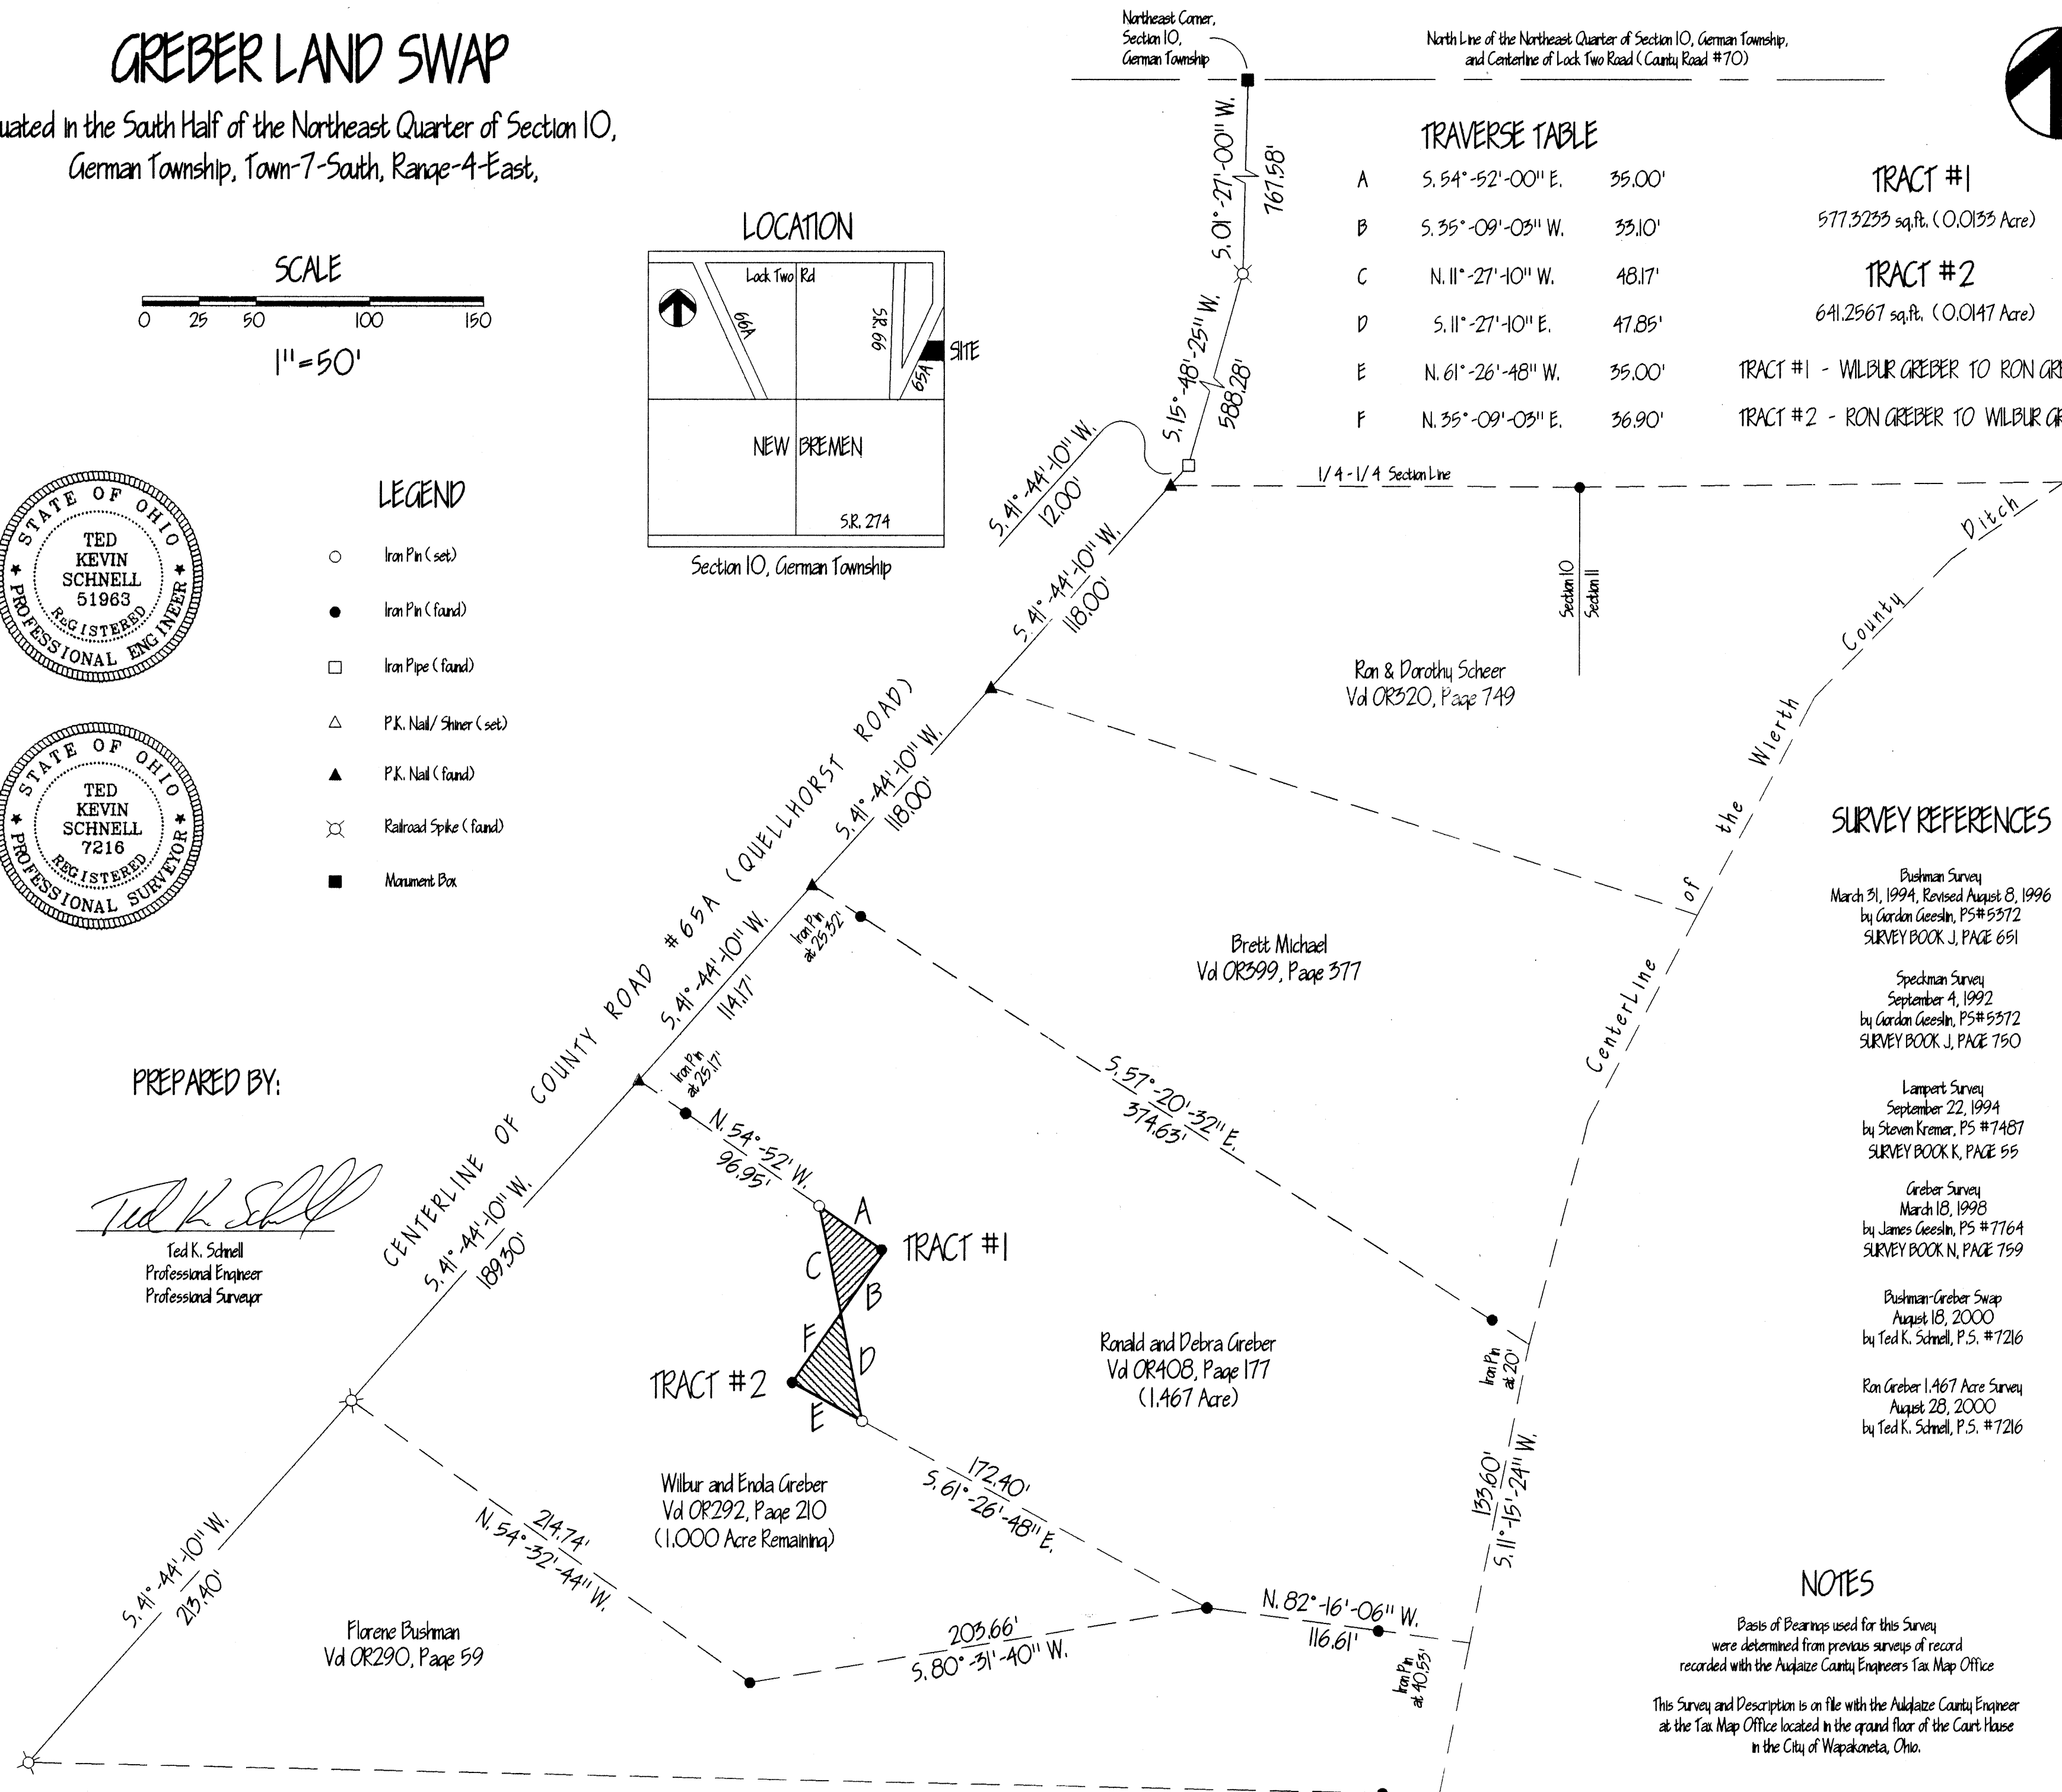 GREBER LAND SWAP
uated in the South Half of the Northeast Quarter of Section 10,
German Township, Town-7-South, Range-4-East,
SCALE
0 25 50 100 150
1"=50'
LOCATION
Lock Two Rd
66A
S.R. 66
65A
SITE
NEW BREMEN
S.R. 274
Section 10, German Township
Northeast Corner,
Section 10,
German Township
North Line of the Northeast Quarter of Section 10, German Township,
and Centerline of Lock Two Road (County Road #70)
TRAVERSE TABLE
A S. 54°-52'-00" E. 35.00'
B S. 35°-09'-03" W. 33.10'
C N. 11°-27'-10" W. 48.17'
D S. 11°-27'-10" E. 47.85'
E N. 61°-26'-48" W. 35.00'
F N. 35°-09'-03" E. 36.90'
TRACT #1
577.3233 sq.ft. (0.0133 Acre)
TRACT #2
641.2567 sq.ft. (0.0147 Acre)
TRACT #1 - WILBUR GREBER TO RON GRE
TRACT #2 - RON GREBER TO WILBUR GR
STATE OF OHIO
TED
KEVIN
SCHNELL
51963
REGISTERED
PROFESSIONAL ENGINEER
STATE OF OHIO
TED
KEVIN
SCHNELL
7216
REGISTERED
PROFESSIONAL SURVEYOR
LEGEND
Iron Pin (set)
Iron Pin (found)
Iron Pipe (found)
P.K. Nail/ Shiner (set)
P.K. Nail (found)
Railroad Spike (found)
Monument Box
PREPARED BY:
Ted K. Schnell
Ted K. Schnell
Professional Engineer
Professional Surveyor
S. 01°-27'-00" W.
767.58'
S. 15°-48'-25" W.
588.28'
S. 41°-44'-10" W.
12.00'
1/4-1/4 Section Line
Section 10
Section 11
S. 41°-44'-10" W.
118.00'
S. 41°-44'-10" W.
118.00'
S. 41°-44'-10" W.
114.17'
S. 41°-44'-10" W.
189.30'
S. 41°-44'-10" W.
213.40'
CENTERLINE OF COUNTY ROAD #65A (QUELLHORST ROAD)
Ron & Dorothy Scheer
Vol OR320, Page 749
Brett Michael
Vol OR399, Page 377
CenterLine of the Wierth County Ditch
Iron Pin
at 25.32'
Iron Pin
at 25.17'
S. 57°-20'-32" E.
374.63'
N. 54°-52' W.
96.95'
A
B
C
D
E
F
TRACT #1
TRACT #2
Ronald and Debra Greber
Vol OR408, Page 177
(1.467 Acre)
Iron Pin
at 20'
Wilbur and Enola Greber
Vol OR292, Page 210
(1.000 Acre Remaining)
172.40'
S. 61°-26'-48" E.
133.60'
S. 11°-15'-24" W.
214.74'
N. 54°-32'-44" W.
203.66'
S. 80°-31'-40" W.
N. 82°-16'-06" W.
116.61'
Iron Pin
at 40.53'
Florene Bushman
Vol OR290, Page 59
SURVEY REFERENCES
Bushman Survey
March 31, 1994, Revised August 8, 1996
by Gordon Geeslin, PS#5372
SURVEY BOOK J, PAGE 651
Speckman Survey
September 4, 1992
by Gordon Geeslin, PS#5372
SURVEY BOOK J, PAGE 750
Lampert Survey
September 22, 1994
by Steven Kremer, PS #7487
SURVEY BOOK K, PAGE 55
Greber Survey
March 18, 1998
by James Geeslin, PS #7764
SURVEY BOOK N, PAGE 759
Bushman-Greber Swap
August 18, 2000
by Ted K. Schnell, P.S. #7216
Ron Greber 1.467 Acre Survey
August 28, 2000
by Ted K. Schnell, P.S. #7216
NOTES
Basis of Bearings used for this Survey
were determined from previous surveys of record
recorded with the Auglaize County Engineers Tax Map Office
This Survey and Description is on file with the Aulglaize County Engineer
at the Tax Map Office located in the ground floor of the Court House
in the City of Wapakoneta, Ohio.